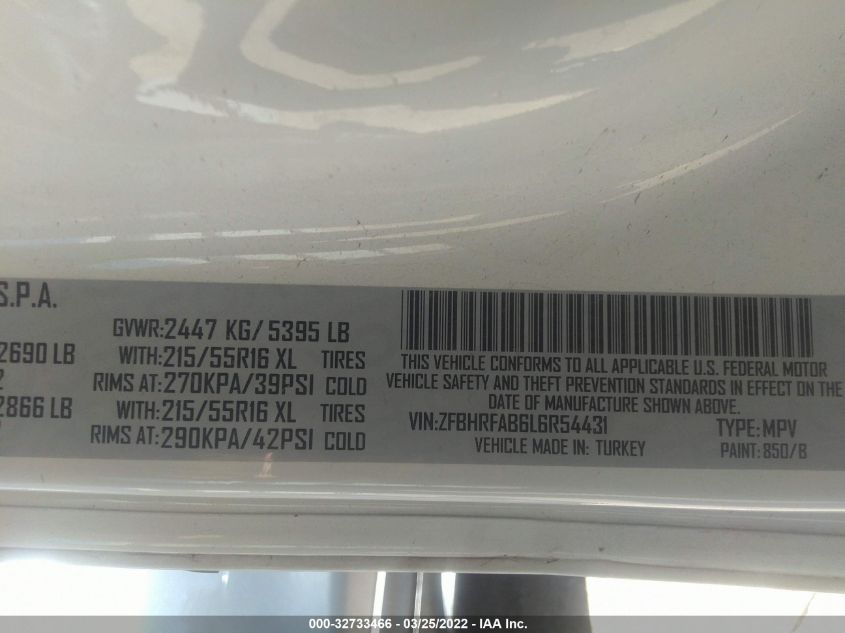 S.P.A.
GVWR:2447 KG/5395 LB
2690 LB WITH:215/55R16 XL TIRES
RIMS AT:270KPA/39PSI COLD
2866 LB WITH:215/55R16 XL TIRES
RIMS AT:290KPA/42PSI COLD
THIS VEHICLE CONFORMS TO ALL APPLICABLE U.S. FEDERAL MOTOR
VEHICLE SAFETY AND THEFT PREVENTION STANDARDS IN EFFECT ON THE
DATE OF MANUFACTURE SHOWN ABOVE.
VIN:ZFBHRFAB6L6R54431 TYPE:MPV
VEHICLE MADE IN: TURKEY PAINT:850/B
000-32733466 - 03/25/2022 - IAA Inc.